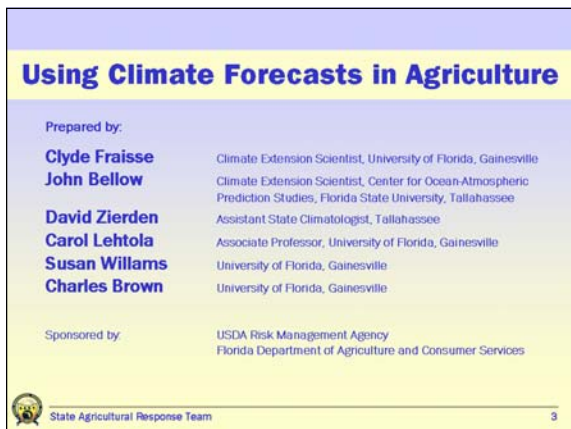 Using Climate Forecasts in Agriculture
Prepared by:
Clyde Fraisse Climate Extension Scientist, University of Florida, Gainesville
John Bellow Climate Extension Scientist, Center for Ocean-Atmospheric
Prediction Studies, Florida State University, Tallahassee
David Zierden Assistant State Climatologist, Tallahassee
Carol Lehtola Associate Professor, University of Florida, Gainesville
Susan Willams University of Florida, Gainesville
Charles Brown University of Florida, Gainesville
Sponsored by: USDA Risk Management Agency
Florida Department of Agriculture and Consumer Services
State Agricultural Response Team 3